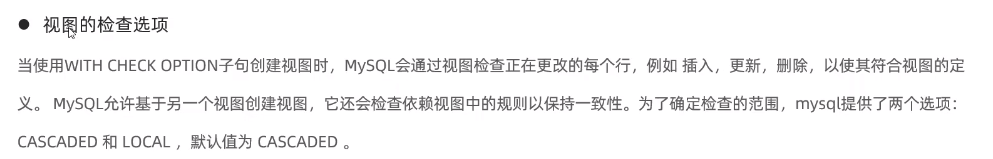 ● 视图的检查选项
当使用WITH CHECK OPTION子句创建视图时，MySQL会通过视图检查正在更改的每个行，例如 插入，更新，删除，以使其符合视图的定
义。 MySQL允许基于另一个视图创建视图，它还会检查依赖视图中的规则以保持一致性。为了确定检查的范围，mysql提供了两个选项：
CASCADED 和 LOCAL ，默认值为 CASCADED 。